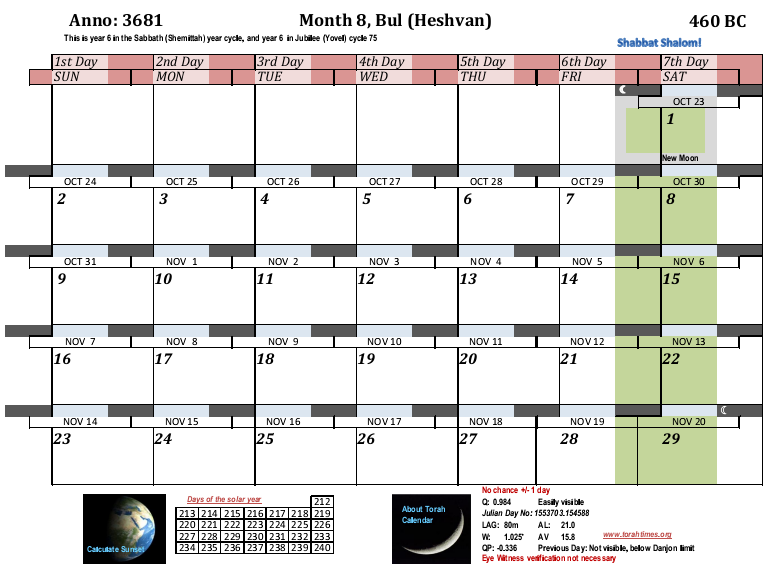 Anno: 3681 Month 8, Bul (Heshvan) 460 BC
This is year 6 in the Sabbath (Shemittah) year cycle, and year 6 in Jubilee (Yovel) cycle 75
Shabbat Shalom!
1st Day 2nd Day 3rd Day 4th Day 5th Day 6th Day 7th Day
SUN MON TUE WED THU FRI SAT
OCT 23
1
New Moon
OCT 24 OCT 25 OCT 26 OCT 27 OCT 28 OCT 29 OCT 30
2 3 4 5 6 7 8
OCT 31 NOV 1 NOV 2 NOV 3 NOV 4 NOV 5 NOV 6
9 10 11 12 13 14 15
NOV 7 NOV 8 NOV 9 NOV 10 NOV 11 NOV 12 NOV 13
16 17 18 19 20 21 22
NOV 14 NOV 15 NOV 16 NOV 17 NOV 18 NOV 19 NOV 20
23 24 25 26 27 28 29
Calculate Sunset
Days of the solar year
212
213 214 215 216 217 218 219
220 221 222 223 224 225 226
227 228 229 230 231 232 233
234 235 236 237 238 239 240
About Torah
Calendar
No chance +/- 1 day
Q: 0.984 Easily visible
Julian Day No: 1553703.154588
LAG: 80m AL: 21.0
W: 1.025' AV 15.8 www.torahtimes.org
QP: -0.336 Previous Day: Not visible, below Danjon limit
Eye Witness verification not necessary